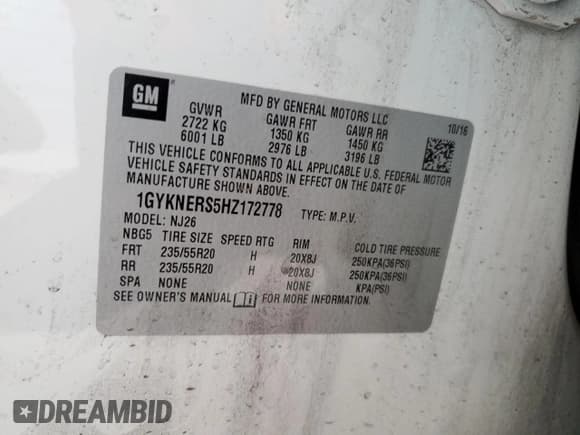 GM
MFD BY GENERAL MOTORS LLC
10/16
GVWR GAWR FRT GAWR RR
2722 KG 1350 KG 1450 KG
6001 LB 2976 LB 3196 LB
THIS VEHICLE CONFORMS TO ALL APPLICABLE U.S. FEDERAL MOTOR
VEHICLE SAFETY STANDARDS IN EFFECT ON THE DATE OF
MANUFACTURE SHOWN ABOVE.
1GYKNERS5HZ172778 TYPE: M.P.V.
MODEL: NJ26
NBG5 TIRE SIZE SPEED RTG RIM COLD TIRE PRESSURE
FRT 235/55R20 H 20X8J 250KPA(36PSI)
RR 235/55R20 H 20X8J 250KPA(36PSI)
SPA NONE NONE KPA(PSI)
SEE OWNER'S MANUAL FOR MORE INFORMATION.
DREAMBID